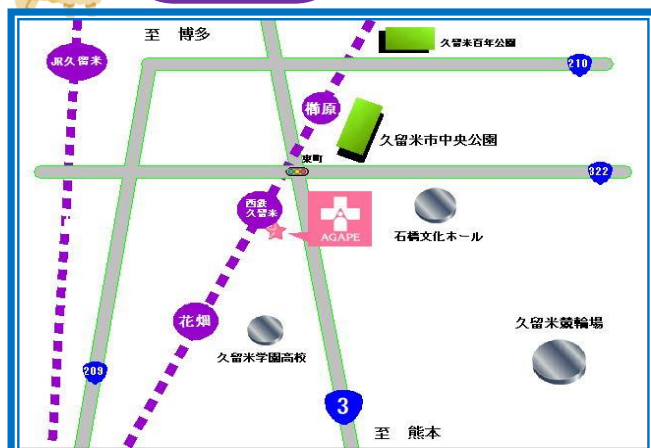 至 博多
久留米百年公園
JR久留米
210
櫛原
久留米市中央公園
東町
322
西鉄
久留米
AGAPE
石橋文化ホール
花畑
久留米学園高校
久留米競輪場
209
3
至 熊本